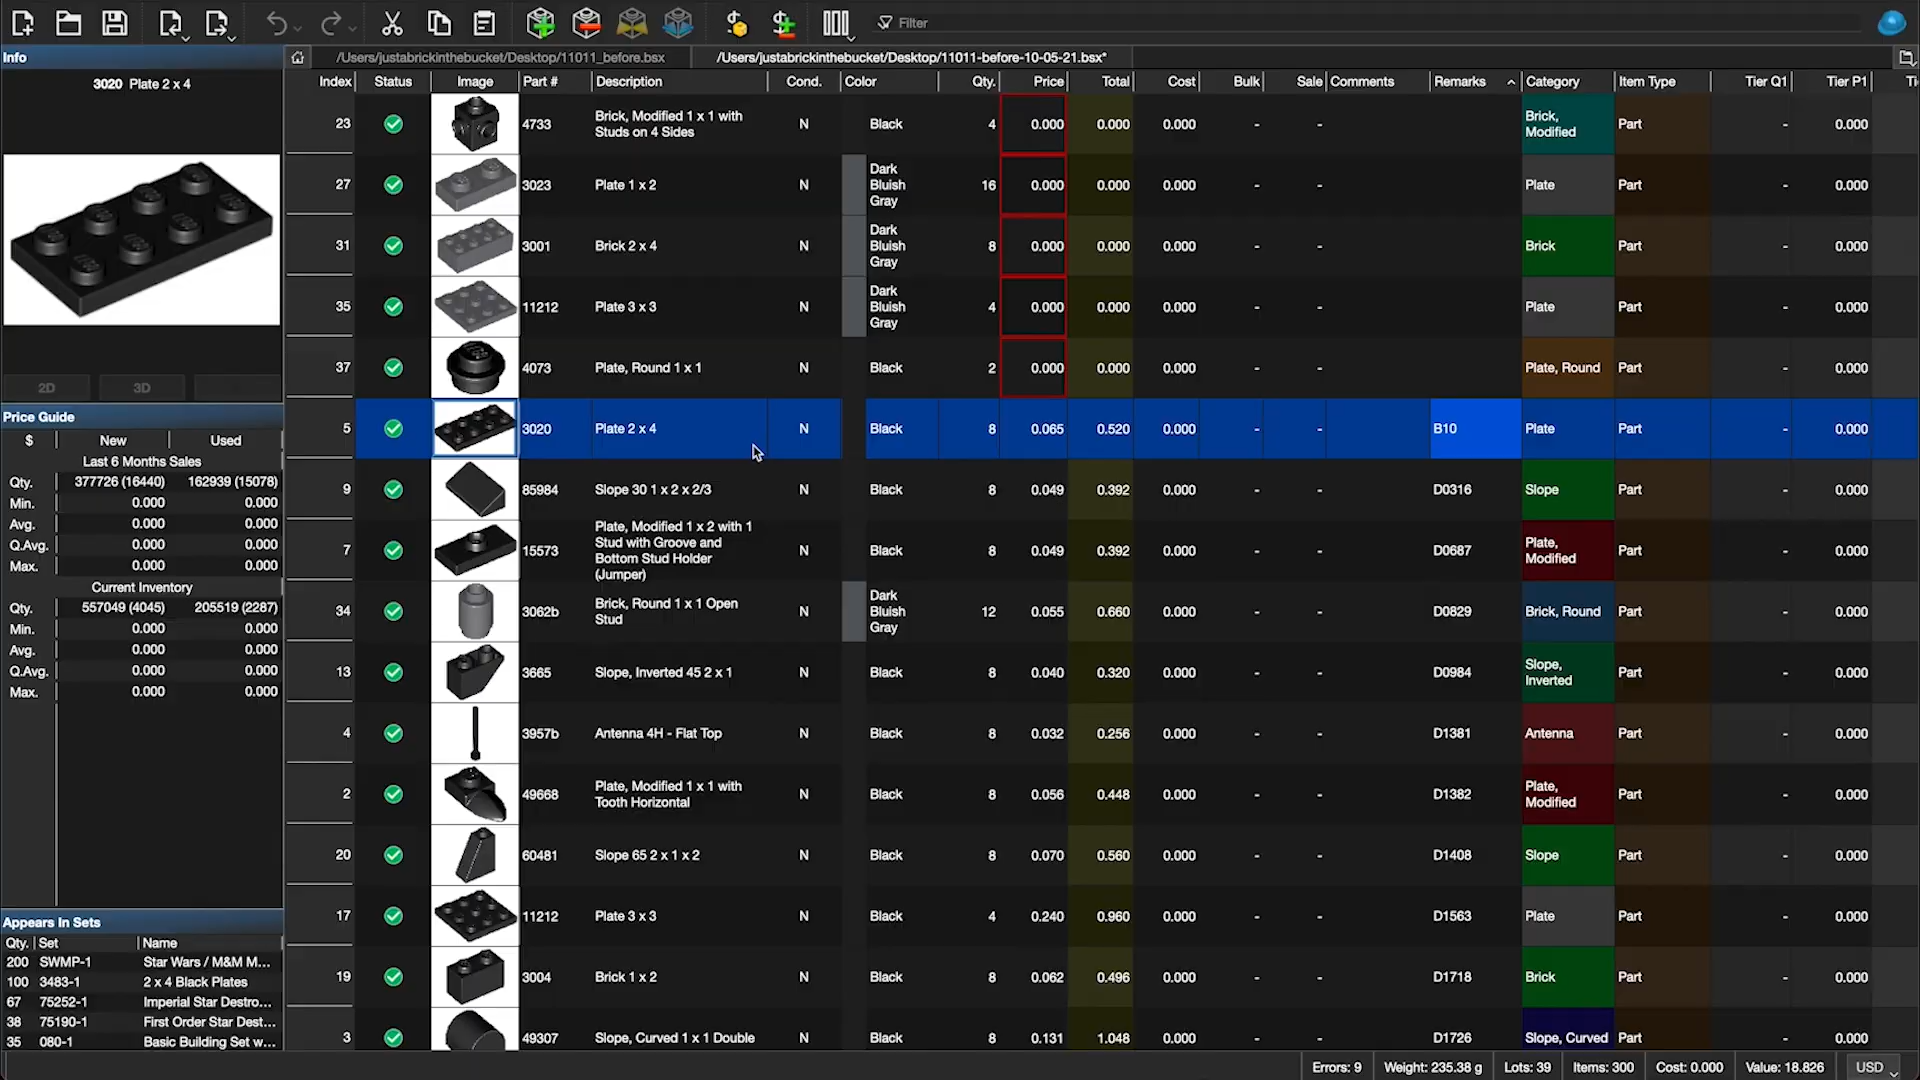 Filter
Info
/Users/justabrickinthebucket/Desktop/11011_before.bsx
/Users/justabrickinthebucket/Desktop/11011-before-10-05-21.bsx*
3020 Plate 2 x 4
2D 3D
Price Guide
$ New Used
Last 6 Months Sales
Qty. 377726 (16440) 162939 (15078)
Min. 0.000 0.000
Avg. 0.000 0.000
Q.Avg. 0.000 0.000
Max. 0.000 0.000
Current Inventory
Qty. 557049 (4045) 205519 (2287)
Min. 0.000 0.000
Avg. 0.000 0.000
Q.Avg. 0.000 0.000
Max. 0.000 0.000
Appears In Sets
Qty. Set Name
200 SWMP-1 Star Wars / M&M M...
100 3483-1 2 x 4 Black Plates
67 75252-1 Imperial Star Destro...
38 75190-1 First Order Star Dest...
35 080-1 Basic Building Set w...
Index Status Image Part # Description Cond. Color Qty. Price Total Cost Bulk Sale Comments Remarks Category Item Type Tier Q1 Tier P1 Ti
23 4733 Brick, Modified 1 x 1 with Studs on 4 Sides N Black 4 0.000 0.000 0.000 - - Brick, Modified Part - 0.000
27 3023 Plate 1 x 2 N Dark Bluish Gray 16 0.000 0.000 0.000 - - Plate Part - 0.000
31 3001 Brick 2 x 4 N Dark Bluish Gray 8 0.000 0.000 0.000 - - Brick Part - 0.000
35 11212 Plate 3 x 3 N Dark Bluish Gray 4 0.000 0.000 0.000 - - Plate Part - 0.000
37 4073 Plate, Round 1 x 1 N Black 2 0.000 0.000 0.000 - - Plate, Round Part - 0.000
5 3020 Plate 2 x 4 N Black 8 0.065 0.520 0.000 - - B10 Plate Part - 0.000
9 85984 Slope 30 1 x 2 x 2/3 N Black 8 0.049 0.392 0.000 - - D0316 Slope Part - 0.000
7 15573 Plate, Modified 1 x 2 with 1 Stud with Groove and Bottom Stud Holder (Jumper) N Black 8 0.049 0.392 0.000 - - D0687 Plate, Modified Part - 0.000
34 3062b Brick, Round 1 x 1 Open Stud N Dark Bluish Gray 12 0.055 0.660 0.000 - - D0829 Brick, Round Part - 0.000
13 3665 Slope, Inverted 45 2 x 1 N Black 8 0.040 0.320 0.000 - - D0984 Slope, Inverted Part - 0.000
4 3957b Antenna 4H - Flat Top N Black 8 0.032 0.256 0.000 - - D1381 Antenna Part - 0.000
2 49668 Plate, Modified 1 x 1 with Tooth Horizontal N Black 8 0.056 0.448 0.000 - - D1382 Plate, Modified Part - 0.000
20 60481 Slope 65 2 x 1 x 2 N Black 8 0.070 0.560 0.000 - - D1408 Slope Part - 0.000
17 11212 Plate 3 x 3 N Black 4 0.240 0.960 0.000 - - D1563 Plate Part - 0.000
19 3004 Brick 1 x 2 N Black 8 0.062 0.496 0.000 - - D1718 Brick Part - 0.000
3 49307 Slope, Curved 1 x 1 Double N Black 8 0.131 1.048 0.000 - - D1726 Slope, Curved Part - 0.000
Errors: 9 Weight: 235.38 g Lots: 39 Items: 300 Cost: 0.000 Value: 18.826 USD